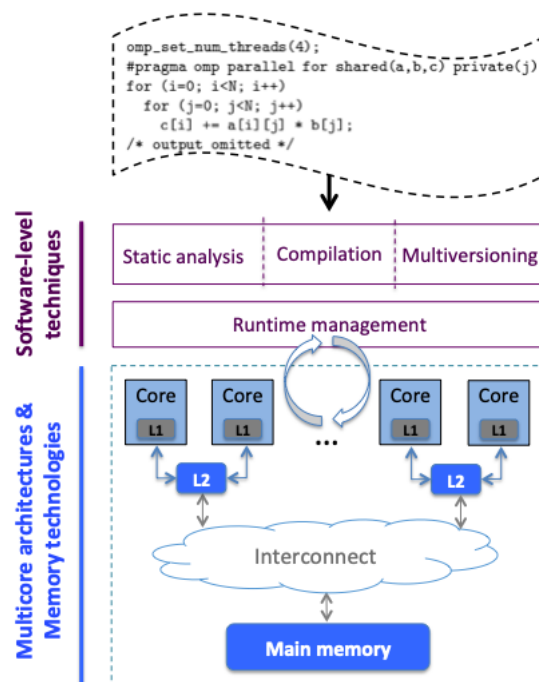 omp_set_num_threads(4);
#pragma omp parallel for shared(a,b,c) private(j)
for (i=0; i<N; i++)
for (j=0; j<N; j++)
c[i] += a[i][j] * b[j];
/* output omitted */
Software-level
techniques
Static analysis Compilation Multiversioning
Runtime management
Multicore architectures &
Memory technologies
Core Core Core Core
L1 L1 ... L1 L1
L2 L2
Interconnect
Main memory